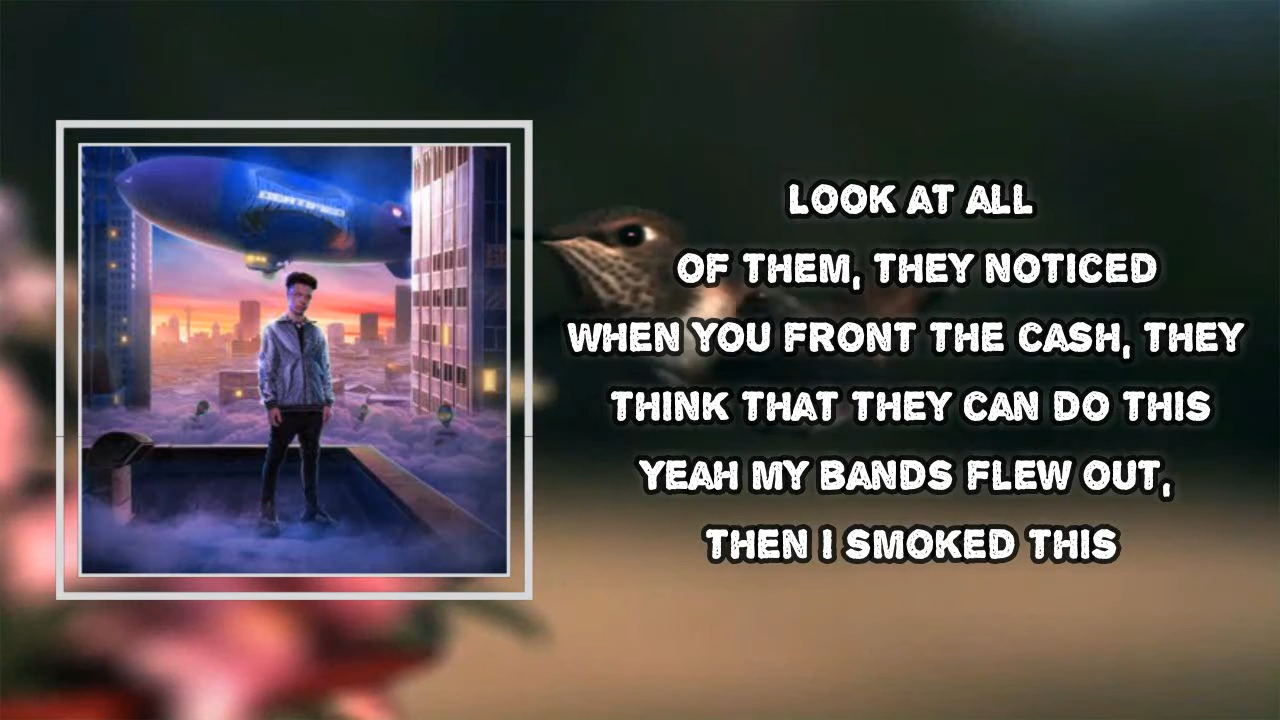 LOOK AT ALL
OF THEM, THEY NOTICED
WHEN YOU FRONT THE CASH, THEY
THINK THAT THEY CAN DO THIS
YEAH MY BANDS FLEW OUT,
THEN I SMOKED THIS